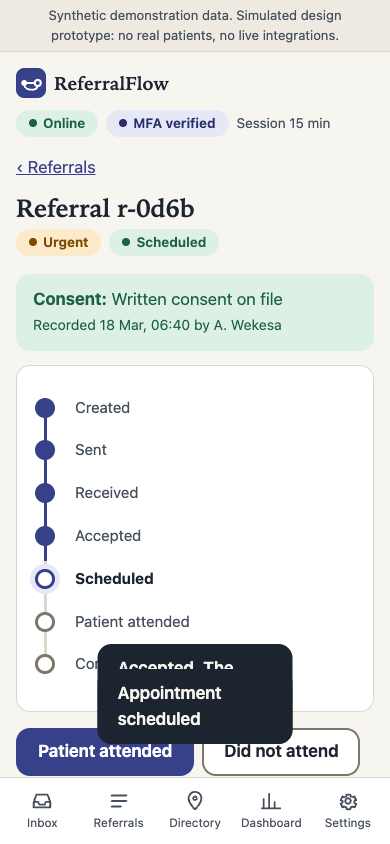 Synthetic demonstration data. Simulated design
prototype: no real patients, no live integrations.
ReferralFlow
Online
MFA verified
Session 15 min
‹ Referrals
Referral r-0d6b
Urgent
Scheduled
Consent: Written consent on file
Recorded 18 Mar, 06:40 by A. Wekesa
Created
Sent
Received
Accepted
Scheduled
Patient attended
Accepted. The
Appointment
scheduled
Patient attended
Did not attend
Inbox
Referrals
Directory
Dashboard
Settings